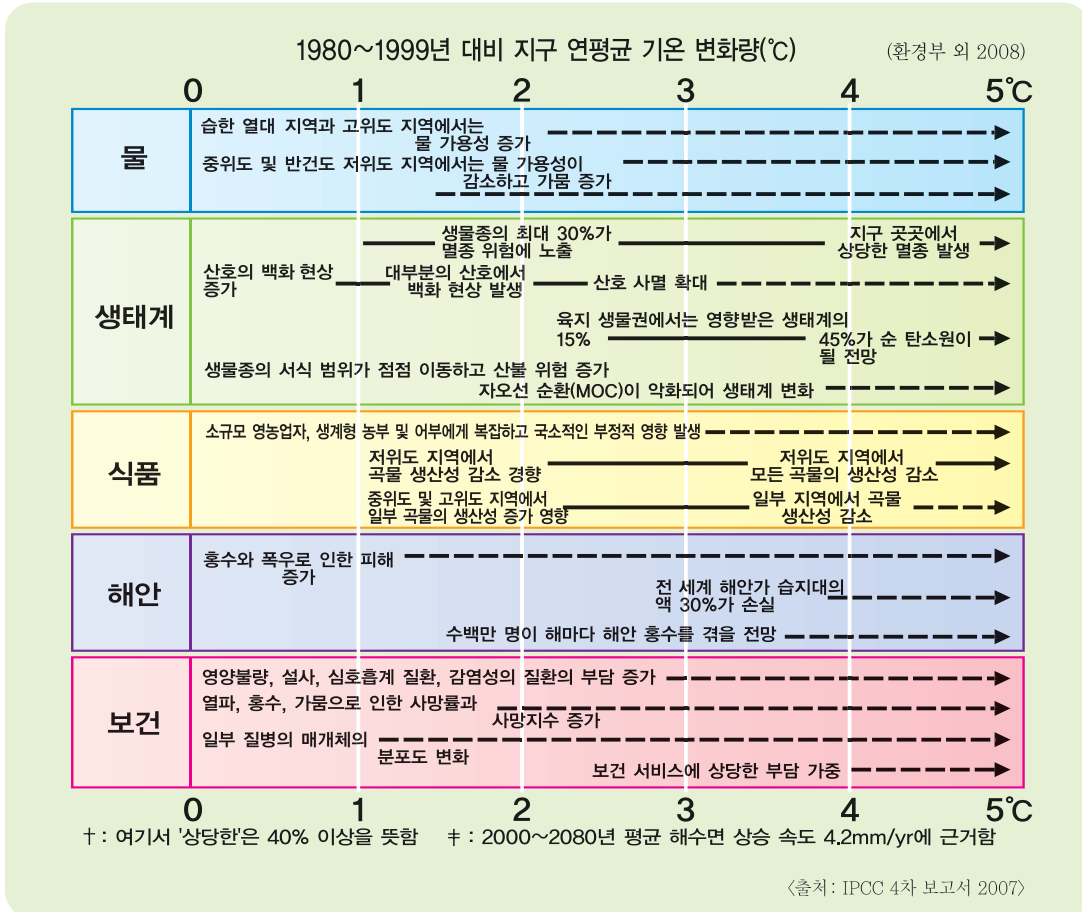 1980~1999년 대비 지구 연평균 기온 변화량(℃)
(환경부 외 2008)
0 1 2 3 4 5℃
물
습한 열대 지역과 고위도 지역에서는
물 가용성 증가
중위도 및 반건도 저위도 지역에서는 물 가용성이
감소하고 가뭄 증가
생태계
생물종의 최대 30%가
멸종 위험에 노출
지구 곳곳에서
상당한 멸종 발생
산호의 백화 현상
증가
대부분의 산호에서
백화 현상 발생
산호 사멸 확대
육지 생물권에서는 영향받은 생태계의
15%
45%가 순 탄소원이
될 전망
생물종의 서식 범위가 점점 이동하고 산불 위험 증가
자오선 순환(MOC)이 악화되어 생태계 변화
식품
소규모 영농업자, 생계형 농부 및 어부에게 복잡하고 국소적인 부정적 영향 발생
저위도 지역에서
곡물 생산성 감소 경향
저위도 지역에서
모든 곡물의 생산성 감소
중위도 및 고위도 지역에서
일부 곡물의 생산성 증가 영향
일부 지역에서 곡물
생산성 감소
해안
홍수와 폭우로 인한 피해
증가
전 세계 해안가 습지대의
액 30%가 손실
수백만 명이 해마다 해안 홍수를 겪을 전망
보건
영양불량, 설사, 심호흡계 질환, 감염성의 질환의 부담 증가
열파, 홍수, 가뭄으로 인한 사망률과
사망지수 증가
일부 질병의 매개체의
분포도 변화
보건 서비스에 상당한 부담 가중
0 1 2 3 4 5℃
† : 여기서 '상당한'은 40% 이상을 뜻함 ‡ : 2000~2080년 평균 해수면 상승 속도 4.2mm/yr에 근거함
〈출처: IPCC 4차 보고서 2007〉